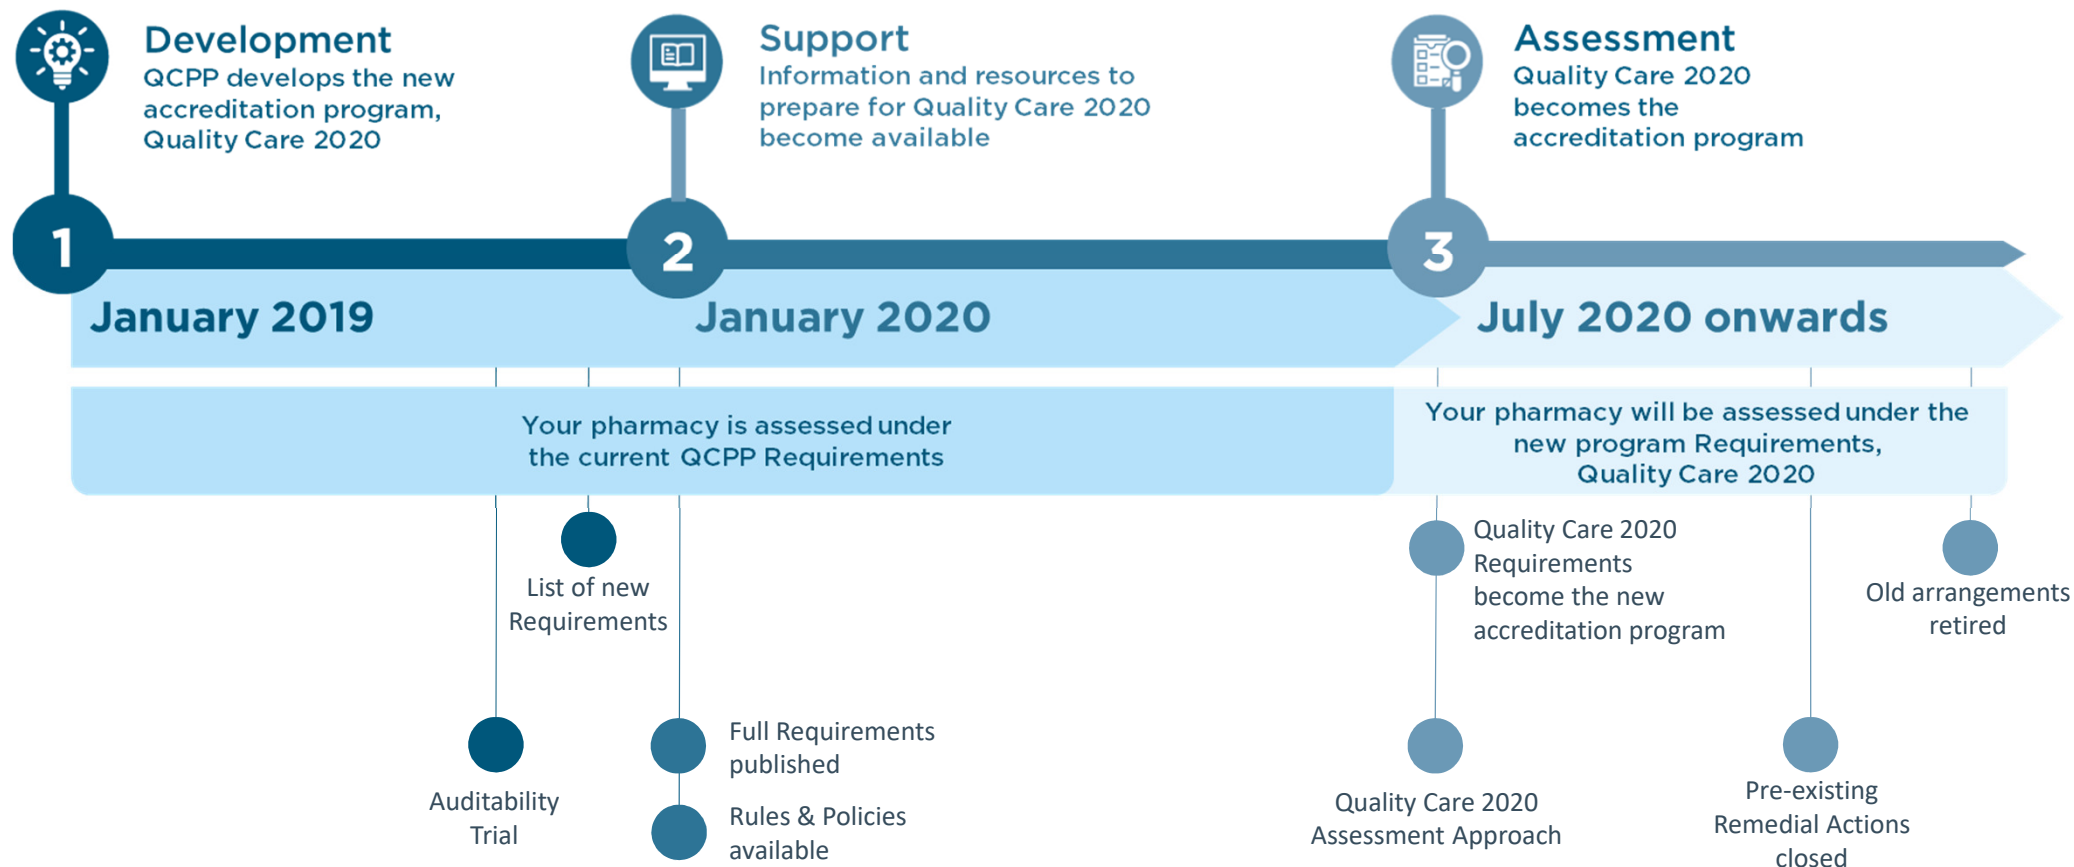 Development
QCPP develops the new
accreditation program,
Quality Care 2020
Support
Information and resources to
prepare for Quality Care 2020
become available
Assessment
Quality Care 2020
becomes the
accreditation program
1
2
3
January 2019
January 2020
July 2020 onwards
Your pharmacy is assessed under
the current QCPP Requirements
Your pharmacy will be assessed under the
new program Requirements,
Quality Care 2020
List of new
Requirements
Quality Care 2020
Requirements
become the new
accreditation program
Old arrangements
retired
Auditability
Trial
Full Requirements
published
Rules & Policies
available
Quality Care 2020
Assessment Approach
Pre-existing
Remedial Actions
closed